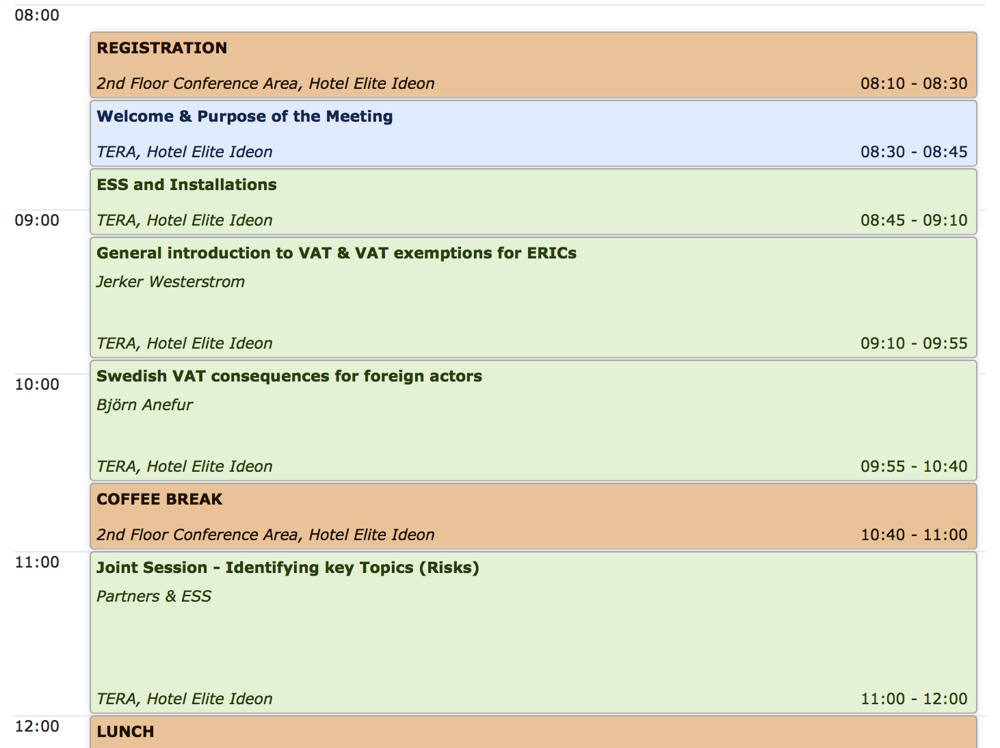 08:00
REGISTRATION
2nd Floor Conference Area, Hotel Elite Ideon 08:10 - 08:30
Welcome & Purpose of the Meeting
TERA, Hotel Elite Ideon 08:30 - 08:45
ESS and Installations
09:00 TERA, Hotel Elite Ideon 08:45 - 09:10
General introduction to VAT & VAT exemptions for ERICs
Jerker Westerstrom
TERA, Hotel Elite Ideon 09:10 - 09:55
Swedish VAT consequences for foreign actors
10:00
Björn Anefur
TERA, Hotel Elite Ideon 09:55 - 10:40
COFFEE BREAK
2nd Floor Conference Area, Hotel Elite Ideon 10:40 - 11:00
11:00
Joint Session - Identifying key Topics (Risks)
Partners & ESS
TERA, Hotel Elite Ideon 11:00 - 12:00
12:00
LUNCH